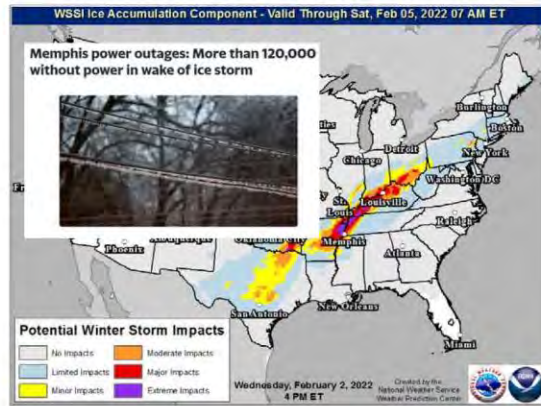 WSSI Ice Accumulation Component - Valid Through Sat, Feb 05, 2022 07 AM ET
Memphis power outages: More than 120,000
without power in wake of ice storm
Burlington
Boston
Detroit
New York
Chicago
Washington DC
St.
Louis
Louisville
Raleigh
Oklahoma City
Memphis
Albuquerque
Phoenix
Atlanta
New Orleans
San Antonio
Miami
Potential Winter Storm Impacts
No Impacts
Moderate Impacts
Limited Impacts
Major Impacts
Minor Impacts
Extreme Impacts
Wednesday, February 2, 2022
4 PM ET
Created by the
National Weather Service
Weather Prediction Center